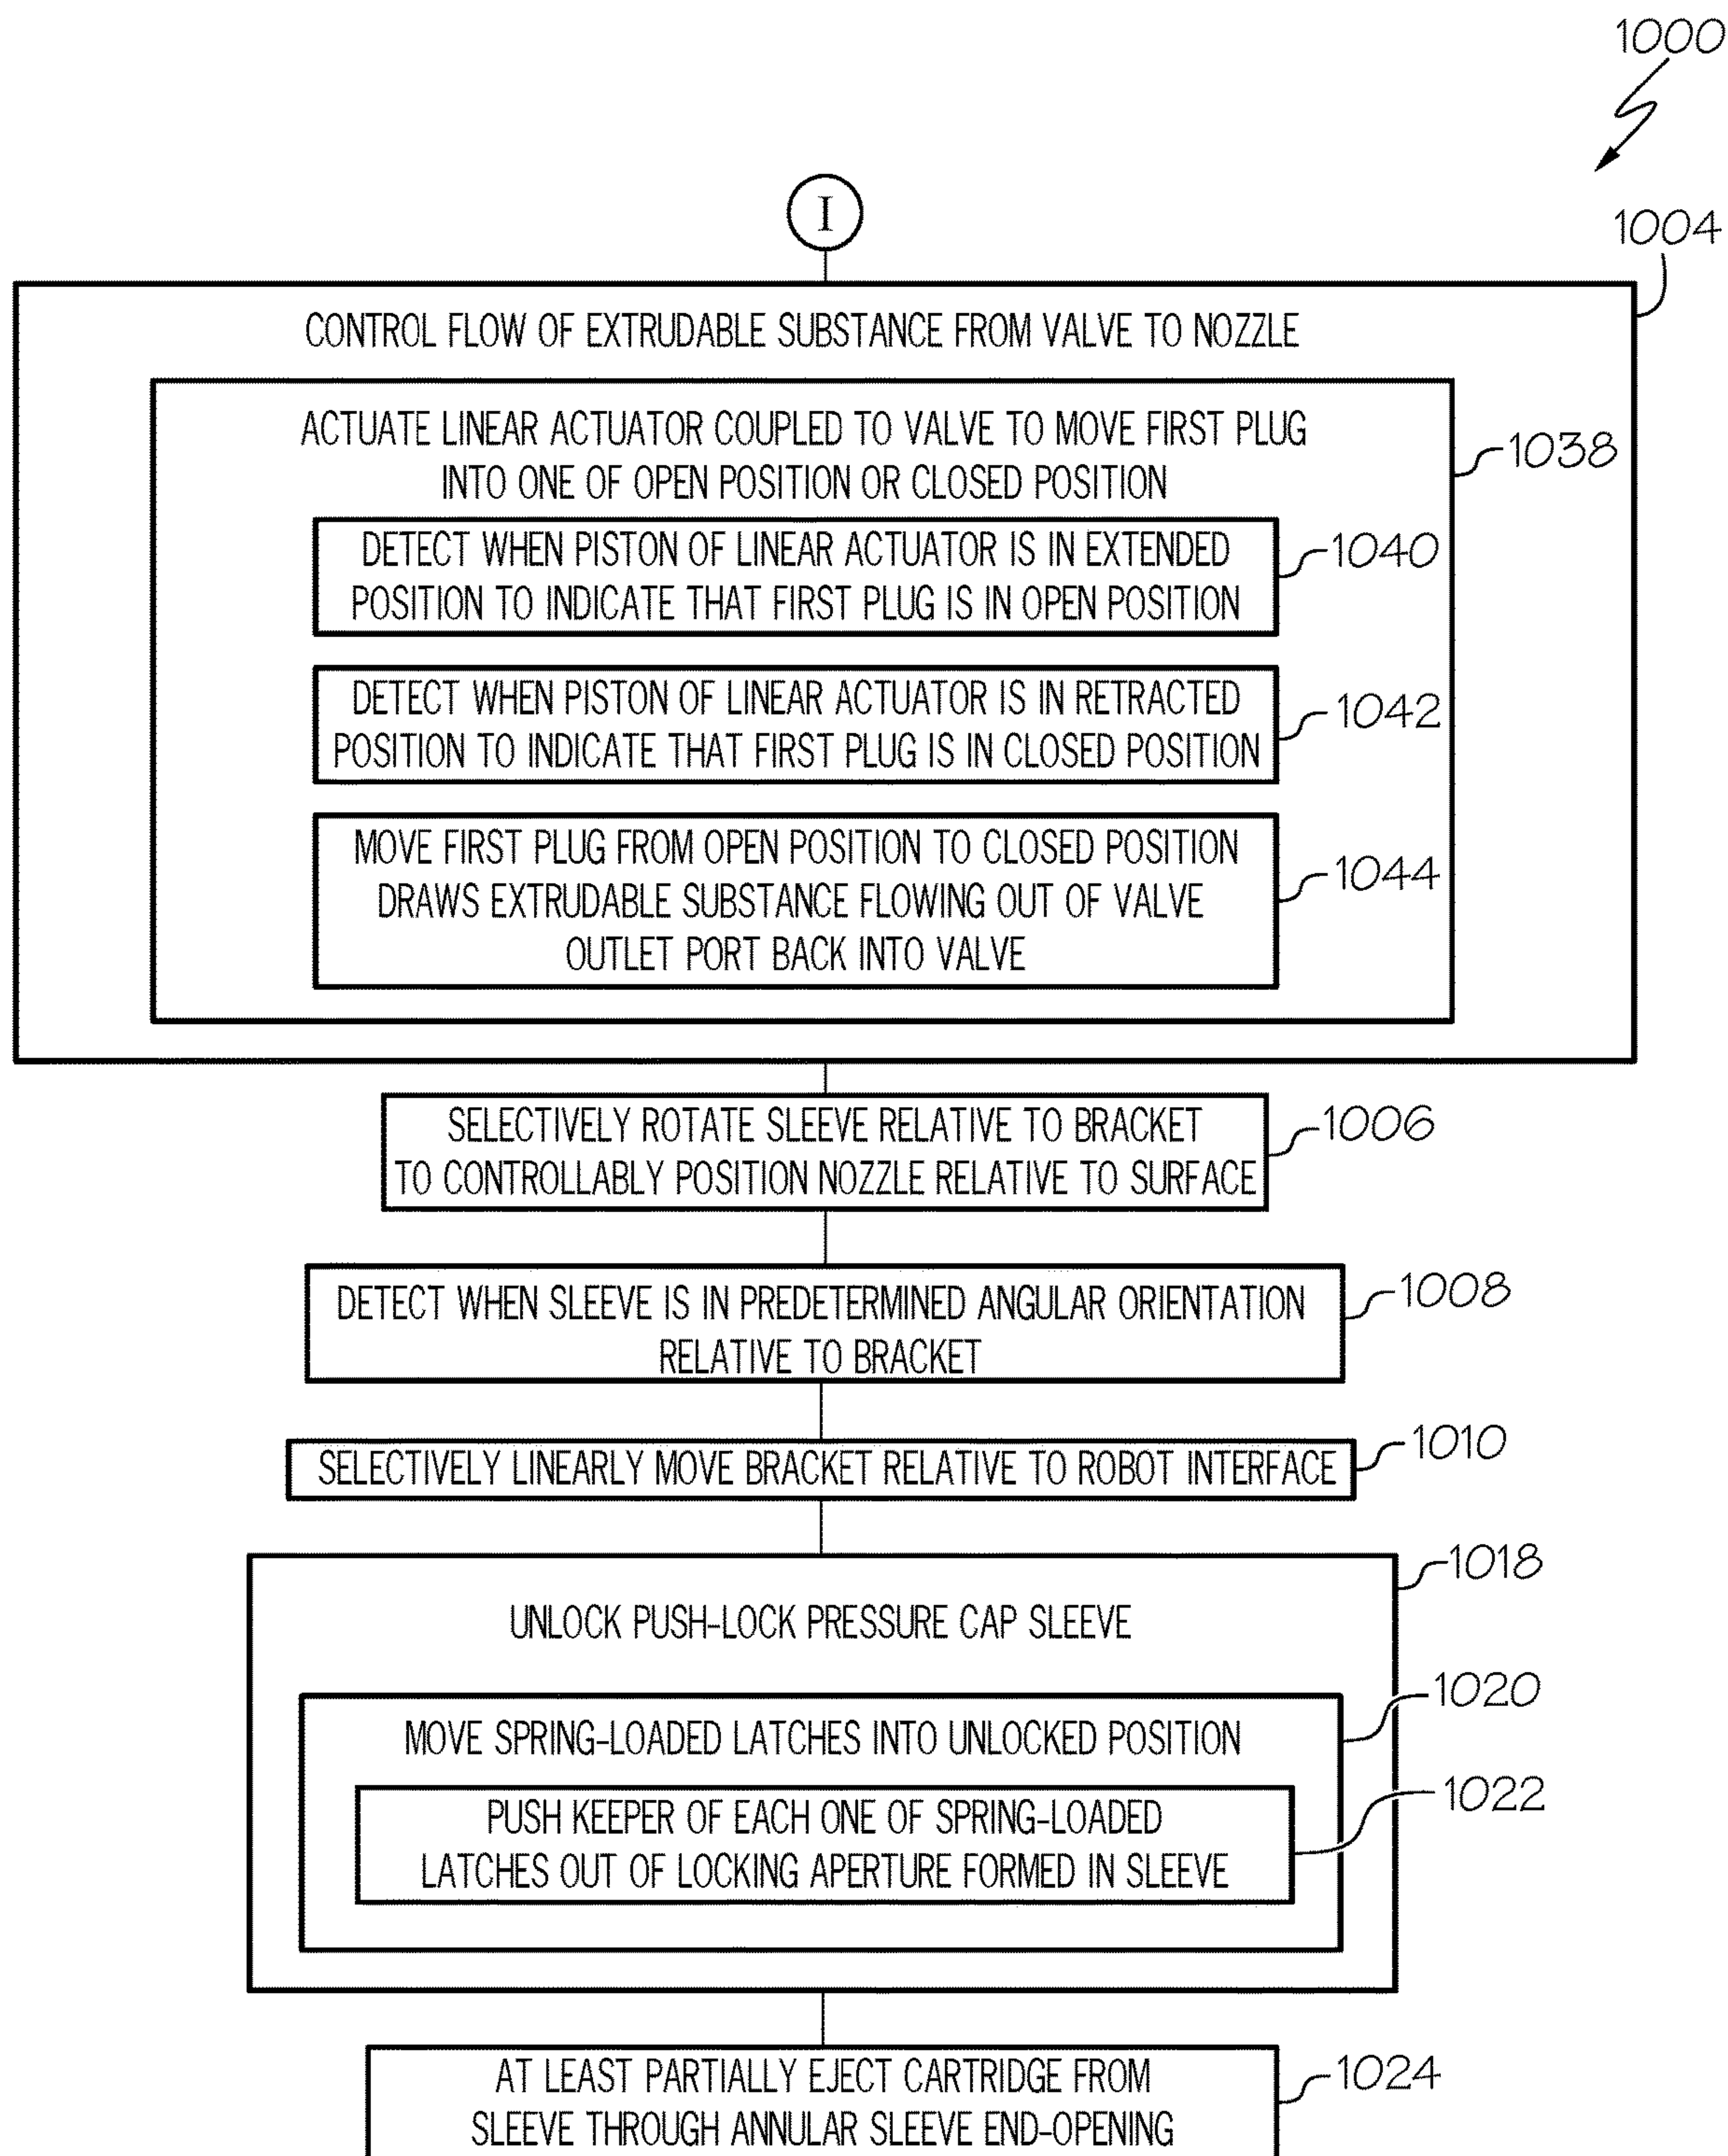 1000
I
1004
CONTROL FLOW OF EXTRUDABLE SUBSTANCE FROM VALVE TO NOZZLE
ACTUATE LINEAR ACTUATOR COUPLED TO VALVE TO MOVE FIRST PLUG
INTO ONE OF OPEN POSITION OR CLOSED POSITION
1038
DETECT WHEN PISTON OF LINEAR ACTUATOR IS IN EXTENDED
POSITION TO INDICATE THAT FIRST PLUG IS IN OPEN POSITION
1040
DETECT WHEN PISTON OF LINEAR ACTUATOR IS IN RETRACTED
POSITION TO INDICATE THAT FIRST PLUG IS IN CLOSED POSITION
1042
MOVE FIRST PLUG FROM OPEN POSITION TO CLOSED POSITION
DRAWS EXTRUDABLE SUBSTANCE FLOWING OUT OF VALVE
OUTLET PORT BACK INTO VALVE
1044
SELECTIVELY ROTATE SLEEVE RELATIVE TO BRACKET
TO CONTROLLABLY POSITION NOZZLE RELATIVE TO SURFACE
1006
DETECT WHEN SLEEVE IS IN PREDETERMINED ANGULAR ORIENTATION
RELATIVE TO BRACKET
1008
SELECTIVELY LINEARLY MOVE BRACKET RELATIVE TO ROBOT INTERFACE
1010
1018
UNLOCK PUSH-LOCK PRESSURE CAP SLEEVE
1020
MOVE SPRING-LOADED LATCHES INTO UNLOCKED POSITION
1022
PUSH KEEPER OF EACH ONE OF SPRING-LOADED
LATCHES OUT OF LOCKING APERTURE FORMED IN SLEEVE
AT LEAST PARTIALLY EJECT CARTRIDGE FROM
SLEEVE THROUGH ANNULAR SLEEVE END-OPENING
1024